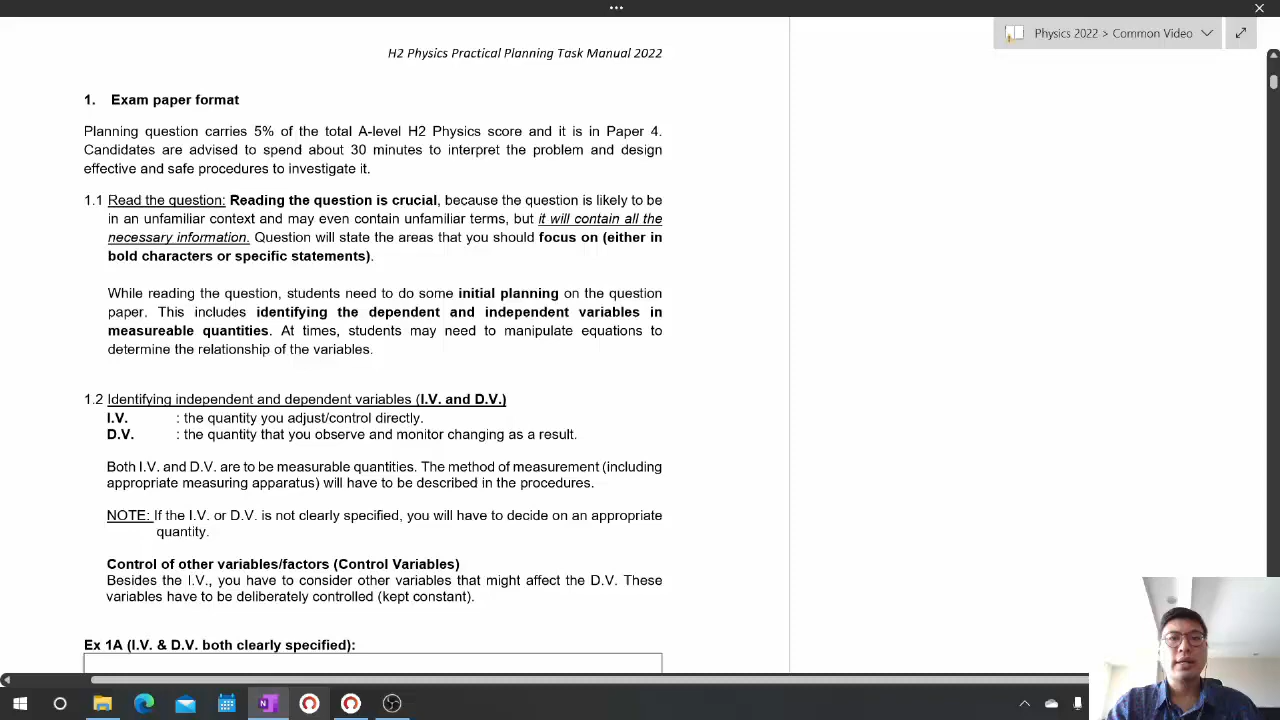 Physics 2022 > Common Video
H2 Physics Practical Planning Task Manual 2022
1. Exam paper format
Planning question carries 5% of the total A-level H2 Physics score and it is in Paper 4.
Candidates are advised to spend about 30 minutes to interpret the problem and design
effective and safe procedures to investigate it.
1.1 Read the question: Reading the question is crucial, because the question is likely to be
in an unfamiliar context and may even contain unfamiliar terms, but it will contain all the
necessary information. Question will state the areas that you should focus on (either in
bold characters or specific statements).
While reading the question, students need to do some initial planning on the question
paper. This includes identifying the dependent and independent variables in
measureable quantities. At times, students may need to manipulate equations to
determine the relationship of the variables.
1.2 Identifying independent and dependent variables (I.V. and D.V.)
I.V. : the quantity you adjust/control directly.
D.V. : the quantity that you observe and monitor changing as a result.
Both I.V. and D.V. are to be measurable quantities. The method of measurement (including
appropriate measuring apparatus) will have to be described in the procedures.
NOTE: If the I.V. or D.V. is not clearly specified, you will have to decide on an appropriate
quantity.
Control of other variables/factors (Control Variables)
Besides the I.V., you have to consider other variables that might affect the D.V. These
variables have to be deliberately controlled (kept constant).
Ex 1A (I.V. & D.V. both clearly specified):